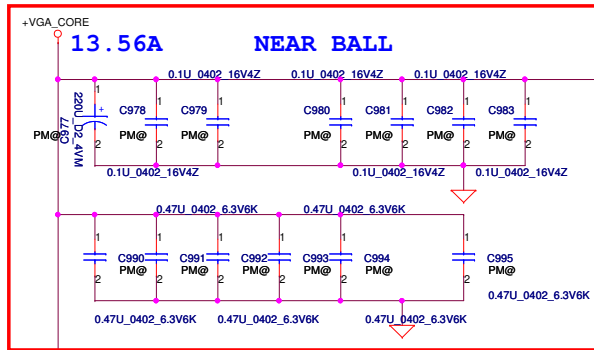 +VGA_CORE
13.56A
NEAR BALL
0.1U_0402_16V4Z
0.1U_0402_16V4Z
0.1U_0402_16V4Z
1
1
1
1
1
1
1
220U_D2_4VM
C977
+
PM@
C978
PM@
C979
PM@
C980
PM@
C981
PM@
C982
PM@
C983
PM@
2
2
2
2
2
2
2
0.1U_0402_16V4Z
0.1U_0402_16V4Z
0.1U_0402_16V4Z
0.47U_0402_6.3V6K
0.47U_0402_6.3V6K
1
1
1
1
1
1
C990
PM@
C991
PM@
C992
PM@
C993
PM@
C994
PM@
C995
PM@
2
2
2
2
2
2
0.47U_0402_6.3V6K
0.47U_0402_6.3V6K
0.47U_0402_6.3V6K
0.47U_0402_6.3V6K